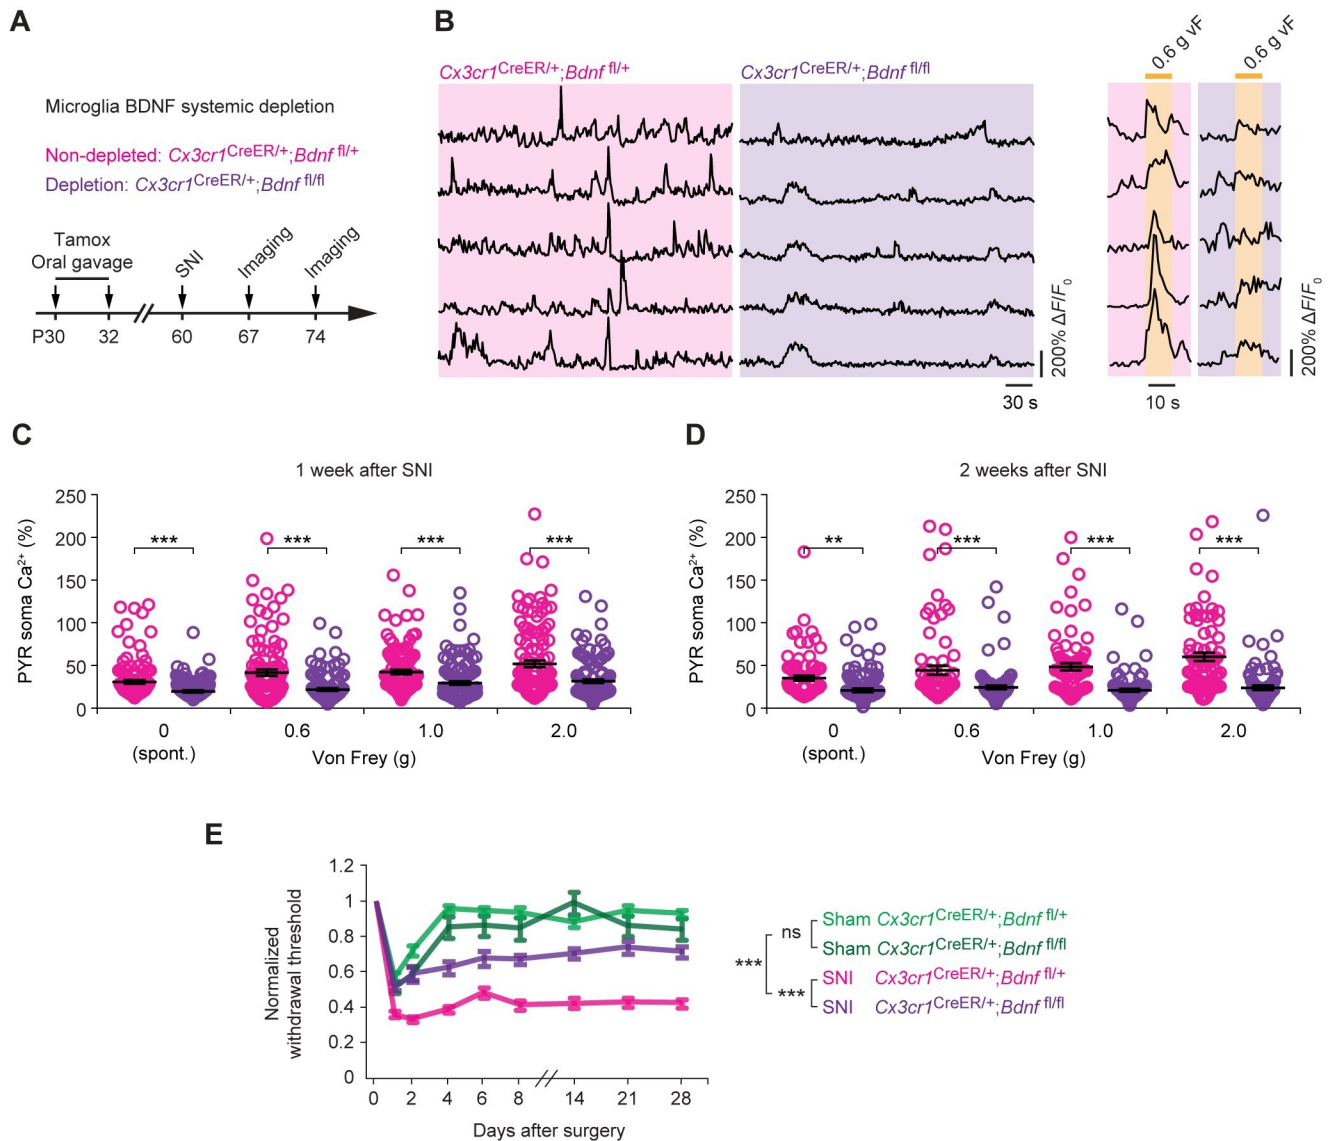 A
Microglia BDNF systemic depletion
Non-depleted: Cx3cr1CreER/+;Bdnf fl/+
Depletion: Cx3cr1CreER/+;Bdnf fl/fl
Tamox
Oral gavage
SNI
Imaging
Imaging
P30 32 60 67 74
B
Cx3cr1CreER/+;Bdnf fl/+
Cx3cr1CreER/+;Bdnf fl/fl
0.6 g vF
0.6 g vF
200% ΔF/F0
30 s
200% ΔF/F0
10 s
C
1 week after SNI
PYR soma Ca2+ (%)
250
200
150
100
50
0
***
***
***
***
0 0.6 1.0 2.0
(spont.)
Von Frey (g)
D
2 weeks after SNI
PYR soma Ca2+ (%)
250
200
150
100
50
0
**
***
***
***
0 0.6 1.0 2.0
(spont.)
Von Frey (g)
E
Normalized
withdrawal threshold
1.2
1
0.8
0.6
0.4
0.2
0
0 2 4 6 8 14 21 28
Days after surgery
***
ns
***
Sham Cx3cr1CreER/+;Bdnf fl/+
Sham Cx3cr1CreER/+;Bdnf fl/fl
SNI Cx3cr1CreER/+;Bdnf fl/+
SNI Cx3cr1CreER/+;Bdnf fl/fl